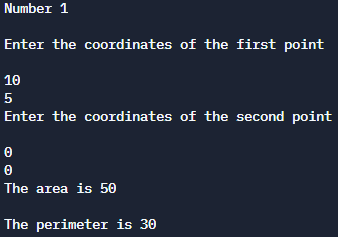 Number 1
Enter the coordinates of the first point
10
5
Enter the coordinates of the second point
0
0
The area is 50
The perimeter is 30